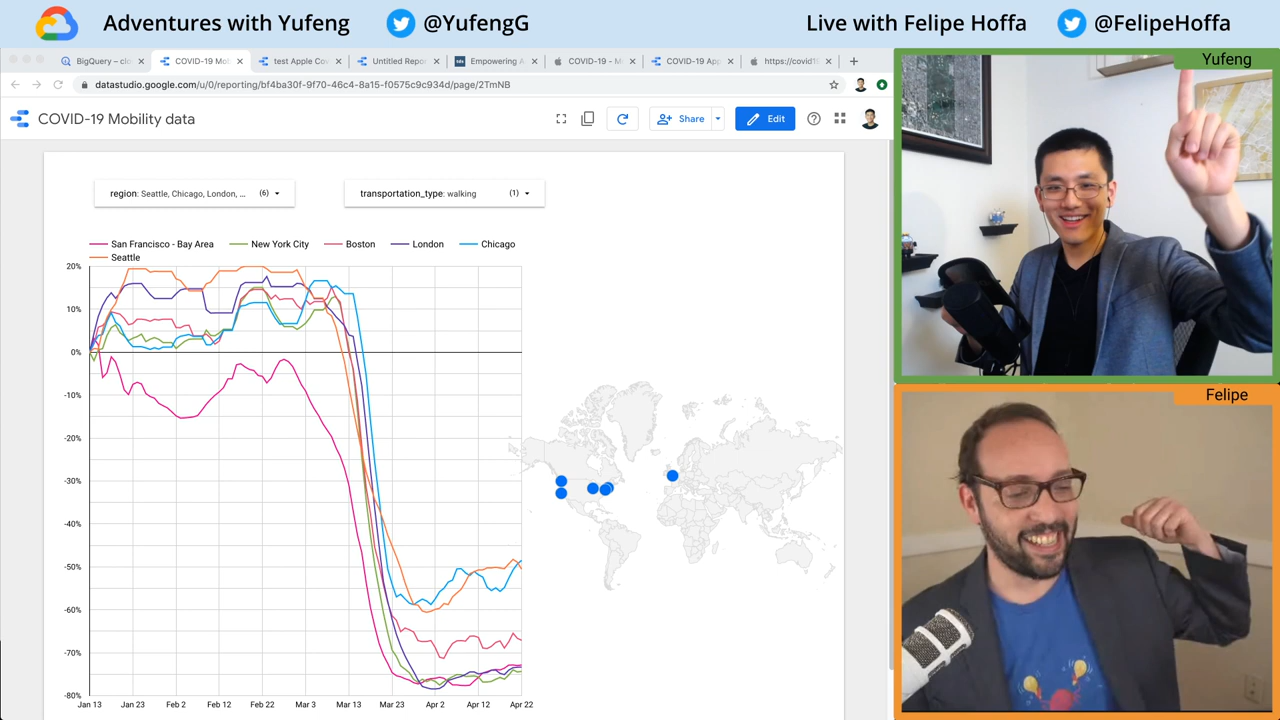 Adventures with Yufeng @YufengG Live with Felipe Hoffa @FelipeHoffa
BigQuery – clo COVID-19 Mo test Apple Co Untitled Repo Empowering A COVID-19 - M COVID-19 App https://covid1
datastudio.google.com/u/0/reporting/bf4ba30f-9f70-46c4-8a15-f0575c9c934d/page/2TmNB
COVID-19 Mobility data Share Edit
region: Seattle, Chicago, London, ... (6) transportation_type: walking (1)
San Francisco - Bay Area New York City Boston London Chicago
Seattle
20%
10%
0%
-10%
-20%
-30%
-40%
-50%
-60%
-70%
-80%
Jan 13 Jan 23 Feb 2 Feb 12 Feb 22 Mar 3 Mar 13 Mar 23 Apr 2 Apr 12 Apr 22
Yufeng
Felipe